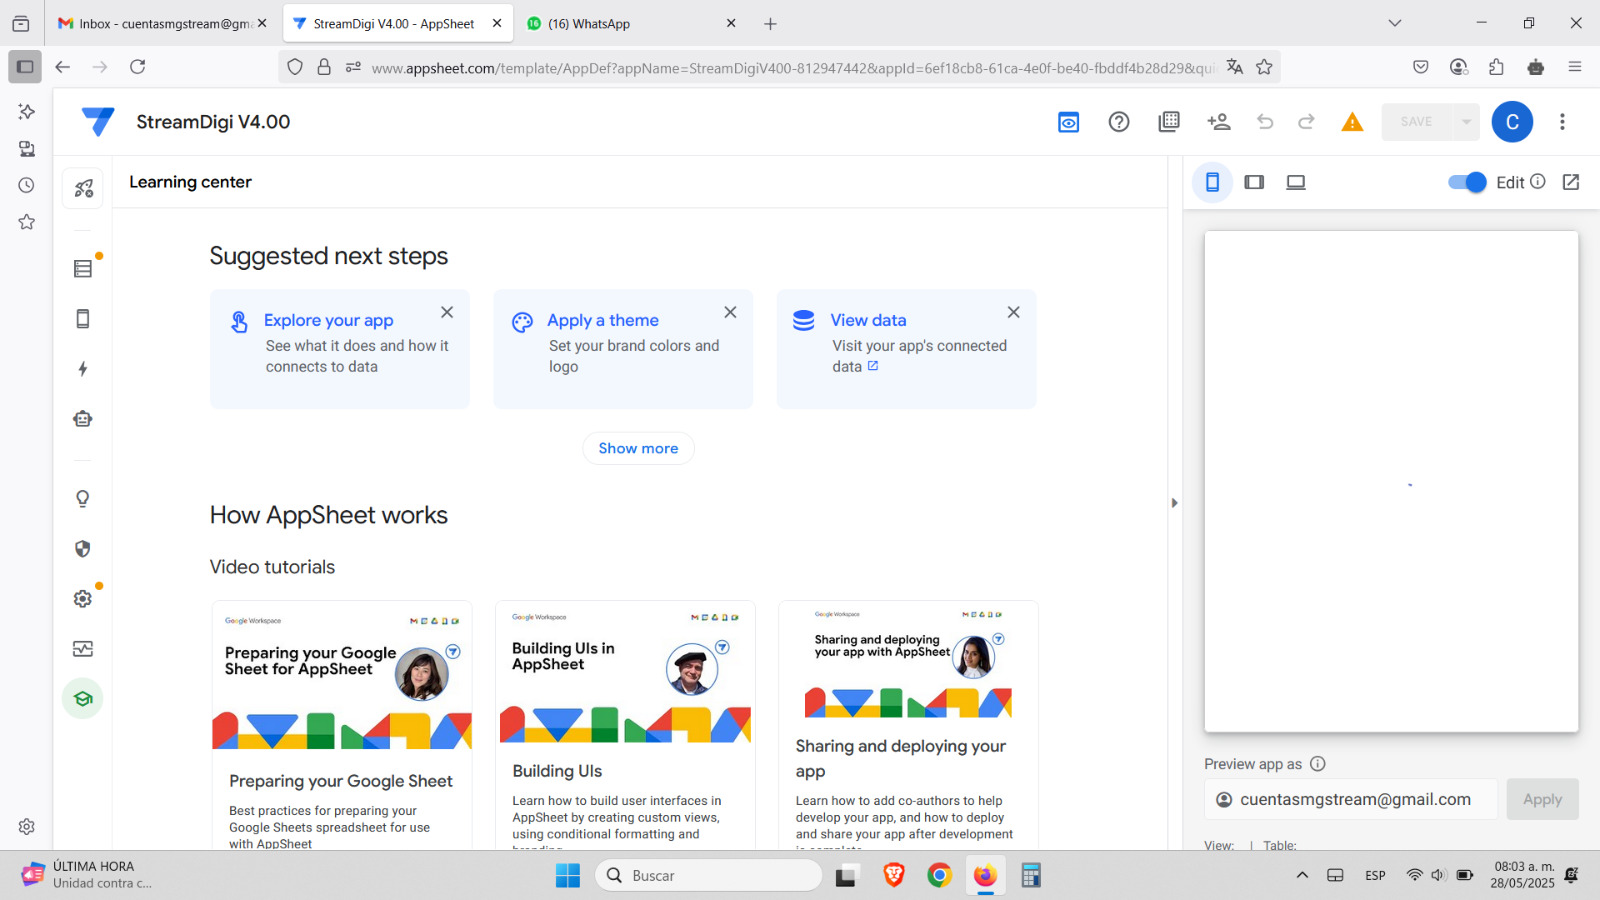 Inbox - cuentasmgstream@gm
StreamDigi V4.00 - AppSheet
16
(16) WhatsApp
www.appsheet.com/template/AppDef?appName=StreamDigiV400-812947442&appId=6ef18cb8-61ca-4e0f-be40-fbddf4b28d29&qui
StreamDigi V4.00
SAVE
C
Learning center
Edit
Suggested next steps
Explore your app
See what it does and how it
connects to data
Apply a theme
Set your brand colors and
logo
View data
Visit your app's connected
data
Show more
How AppSheet works
Video tutorials
Google Workspace
Preparing your Google
Sheet for AppSheet
Preparing your Google Sheet
Best practices for preparing your
Google Sheets spreadsheet for use
with AppSheet
Google Workspace
Building UIs in
AppSheet
Building UIs
Learn how to build user interfaces in
AppSheet by creating custom views,
using conditional formatting and
branding
Google Workspace
Sharing and deploying
your app with AppSheet
Sharing and deploying your
app
Learn how to add co-authors to help
develop your app, and how to deploy
and share your app after development
is complete
Preview app as
cuentasmgstream@gmail.com
Apply
View: | Table:
ÚLTIMA HORA
Unidad contra c...
Buscar
ESP
08:03 a. m.
28/05/2025